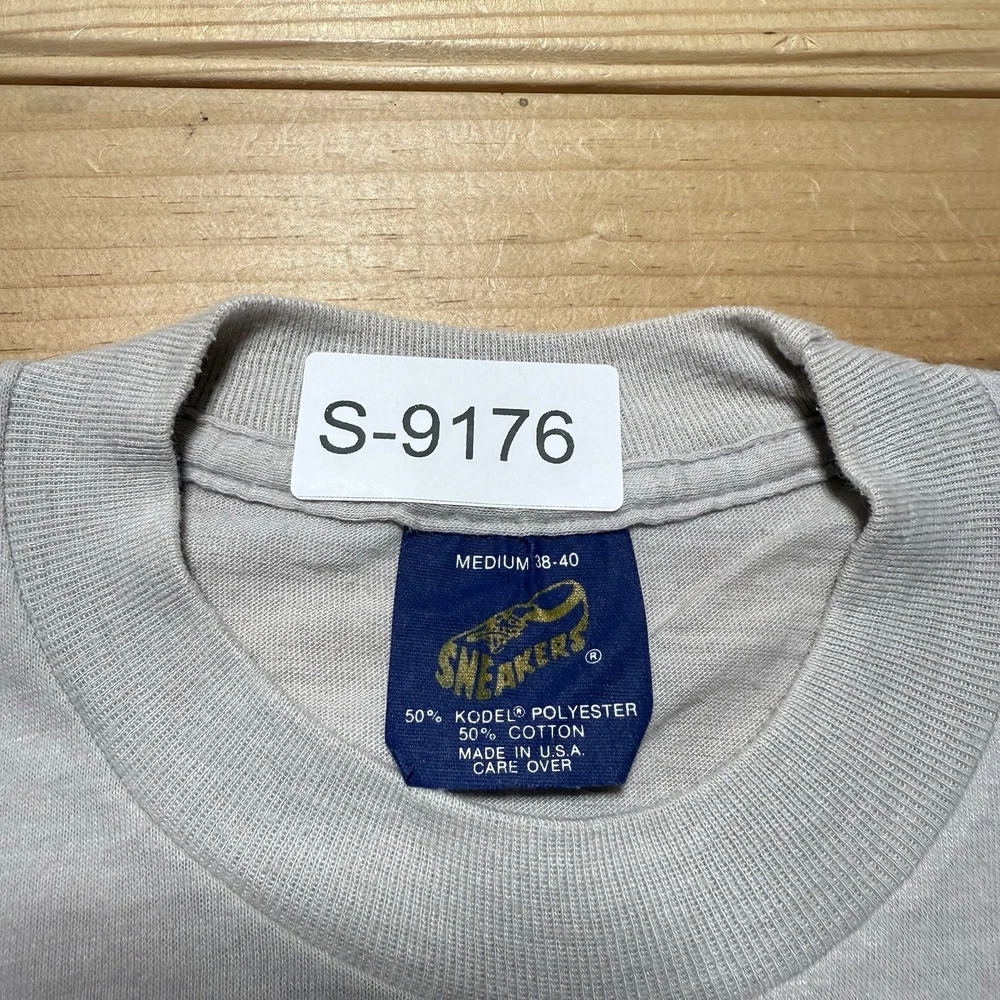 S-9176
MEDIUM 38-40
SNEAKERS®
50% KODEL® POLYESTER
50% COTTON
MADE IN U.S.A.
CARE OVER